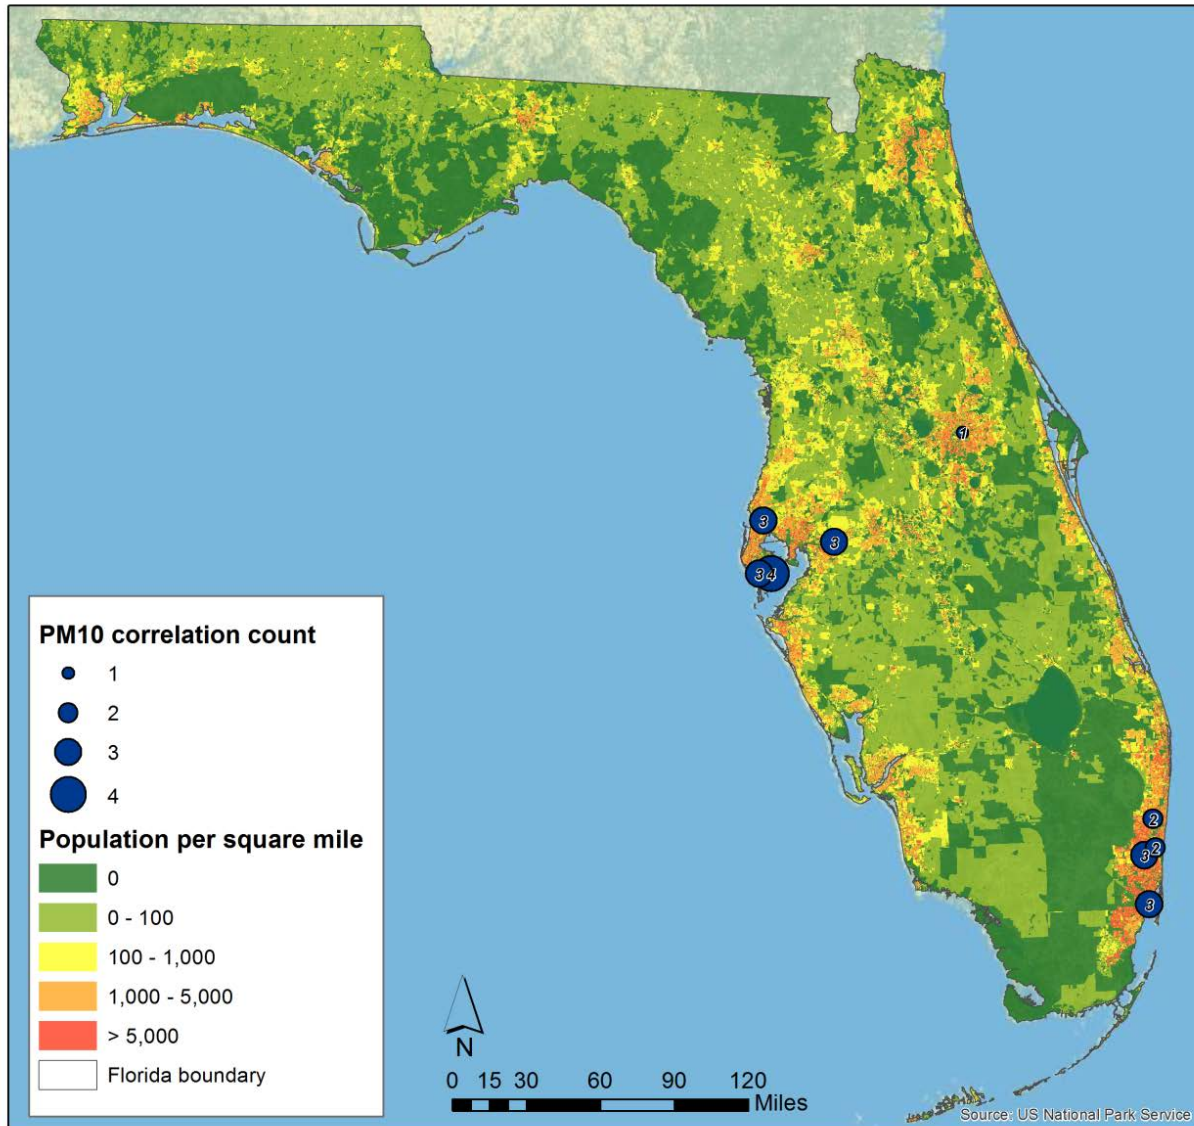 1
3
3
3
4
2
2
3
3
PM10 correlation count
1
2
3
4
Population per square mile
0
0 - 100
100 - 1,000
1,000 - 5,000
> 5,000
Florida boundary
N
0 15 30 60 90 120
Miles
Source: US National Park Service